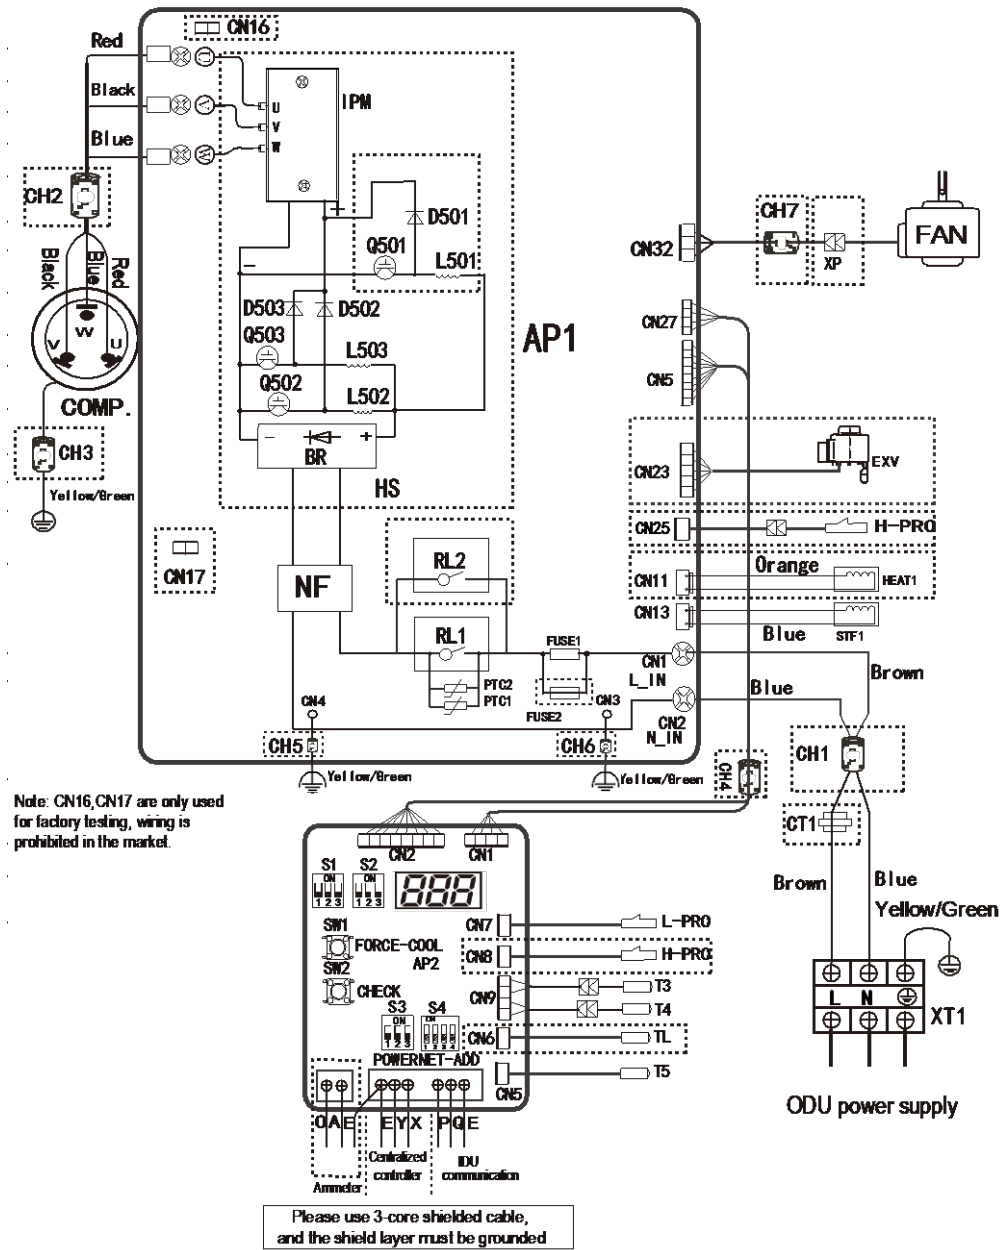 CN16
Red
U
Black
V
Blue
W
IPM
U
V
W
+
CH2
D501
Q501
L501
-
CH7
XP
FAN
CN32
Black
Blue
Red
W
V
U
COMP.
D503
D502
Q503
L503
Q502
L502
AP1
CN27
CN5
- +
BR
HS
CH3
Yellow/Green
CN23
EXV
CN25
H-PRO
CN17
NF
RL2
Orange
CN11
HEAT1
CN13
Blue
STF1
RL1
FUSE1
CN1
L_IN
Brown
PTC2
PTC1
FUSE2
Blue
CN4
CN3
CN2
N_IN
CH5
CH6
CH1
CH4
Yellow/Green
Yellow/Green
Note: CN16,CN17 are only used
for factory testing, wiring is
prohibited in the market.
CT1
CN2
CN1
Brown
Blue
Yellow/Green
S1
S2
ON
ON
1 2 3
1 2 3
888
SW1
FORCE-COOL
AP2
SW2
CHECK
CN7
L-PRO
CN8
H-PRO
CN9
T3
T4
S3
S4
ON
ON
1 2 3
1 2 3 4
CN6
TL
POWERNET-ADD
CN5
T5
L N
XT1
ODU power supply
O A E
E Y X
P Q E
Ammeter
Centralized
controller
IDU
communication
Please use 3-core shielded cable,
and the shield layer must be grounded